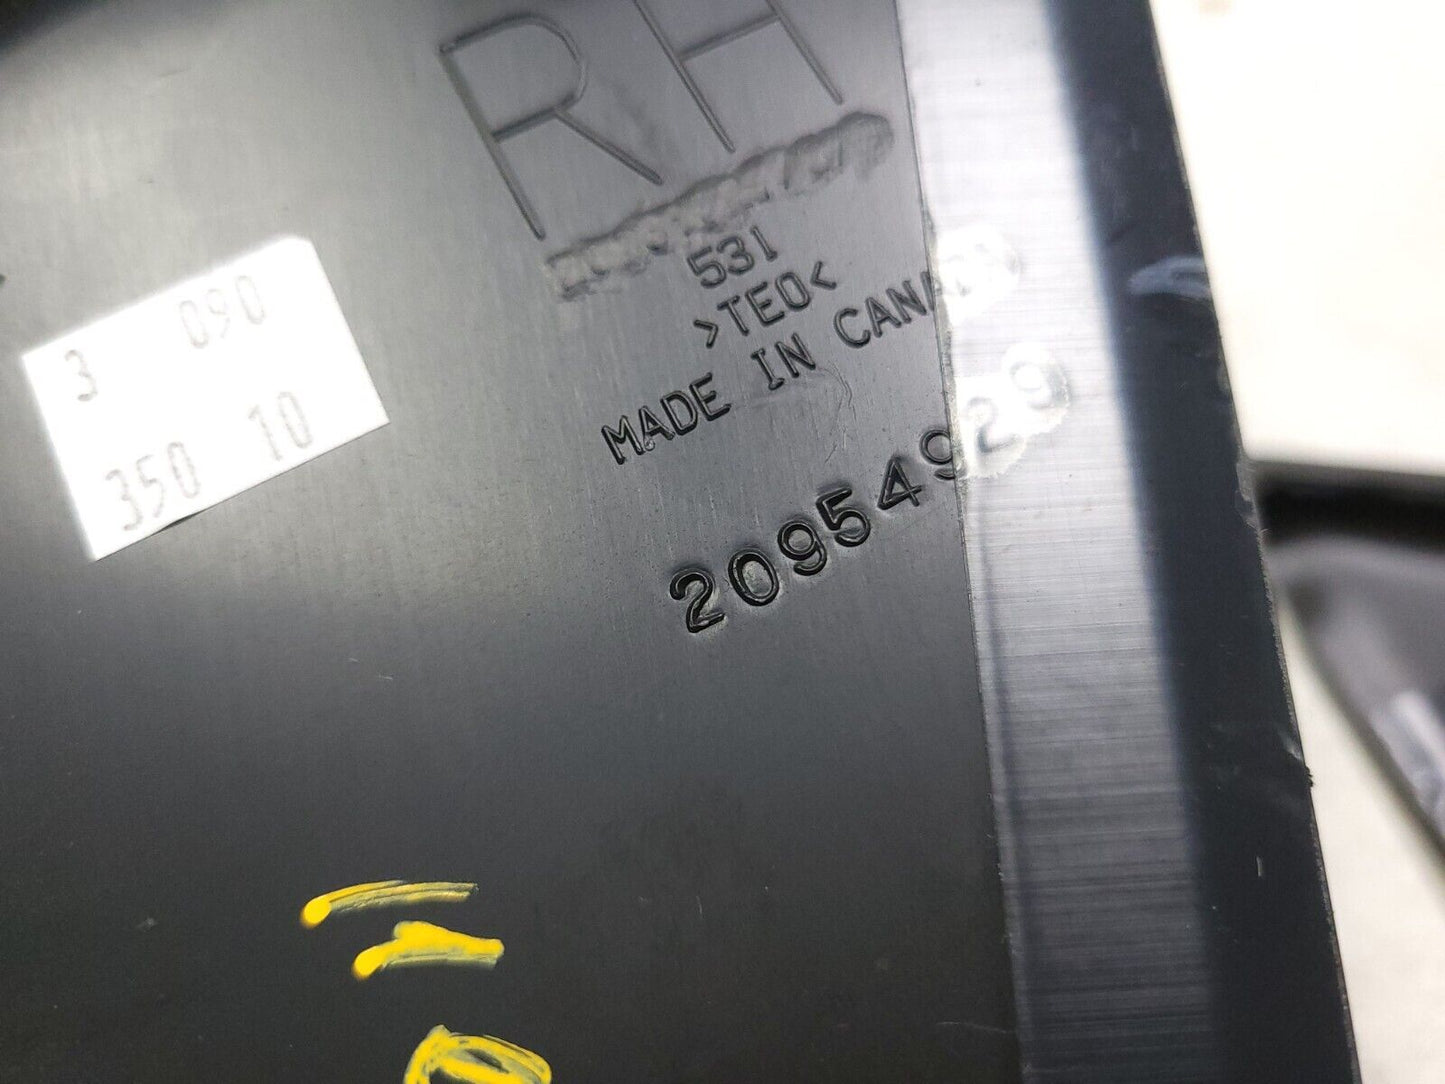 RH
531
>TEO<
MADE IN CANADA
20954929
3 090
350 10